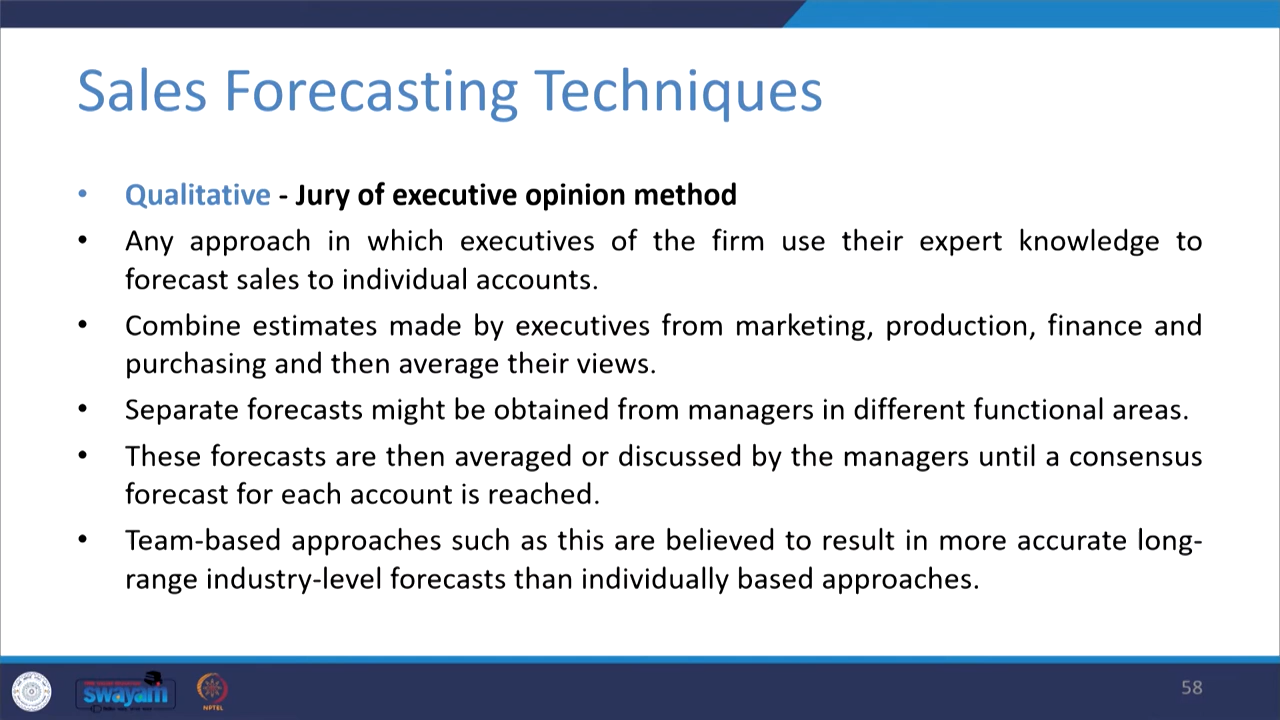 Sales Forecasting Techniques
• Qualitative - Jury of executive opinion method
• Any approach in which executives of the firm use their expert knowledge to
forecast sales to individual accounts.
• Combine estimates made by executives from marketing, production, finance and
purchasing and then average their views.
• Separate forecasts might be obtained from managers in different functional areas.
• These forecasts are then averaged or discussed by the managers until a consensus
forecast for each account is reached.
• Team-based approaches such as this are believed to result in more accurate long-
range industry-level forecasts than individually based approaches.
swayam
NPTEL
58